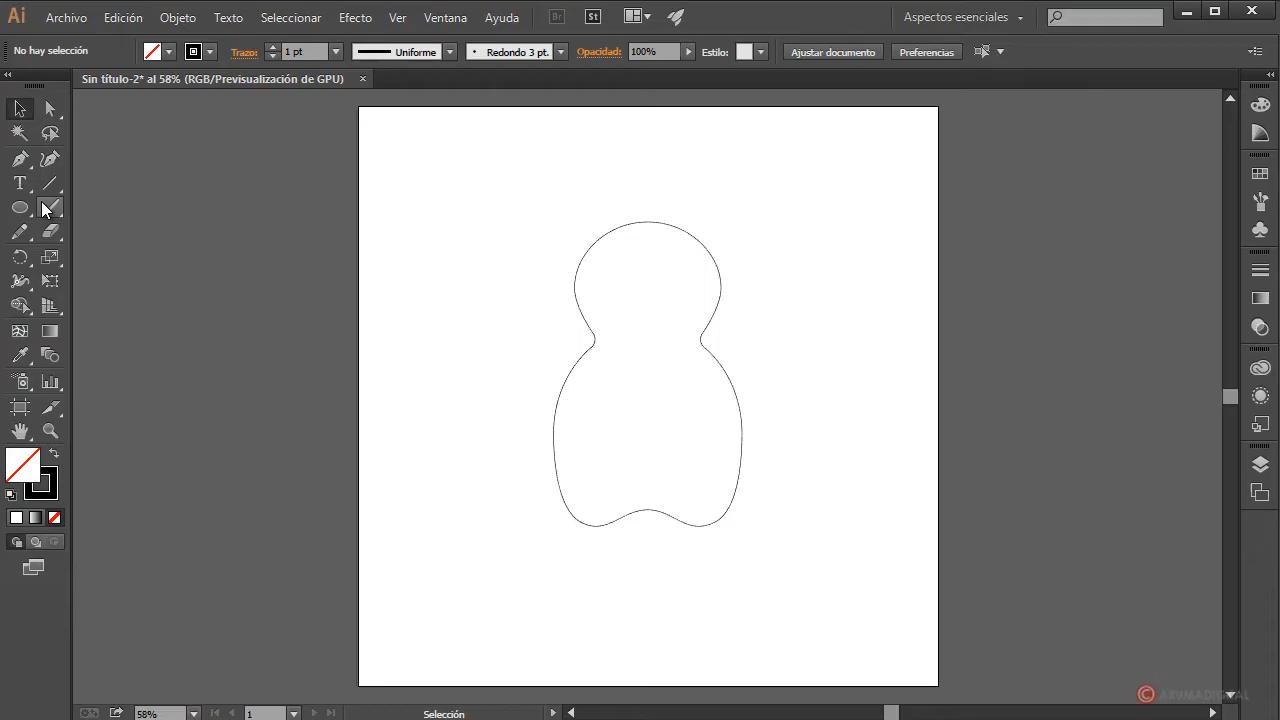 Ai Archivo Edición Objeto Texto Seleccionar Efecto Ver Ventana Ayuda Br St Aspectos esenciales
No hay selección Trazo: 1 pt Uniforme Redondo 3 pt. Opacidad: 100% Estilo: Ajustar documento Preferencias
Sin título-2* al 58% (RGB/Previsualización de GPU)
T
© AXUMADIGITAL
58% 1 Selección